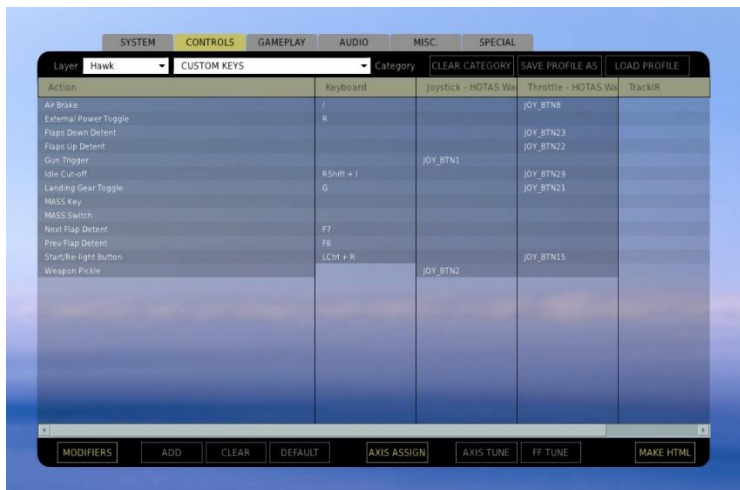 SYSTEM CONTROLS GAMEPLAY AUDIO MISC. SPECIAL
Layer Hawk CUSTOM KEYS Category CLEAR CATEGORY SAVE PROFILE AS LOAD PROFILE
Action Keyboard Joystick - HOTAS Wa Throttle - HOTAS Wa TrackIR
Air Brake / JOY_BTN8
External Power Toggle R
Flaps Down Detent JOY_BTN23
Flaps Up Detent JOY_BTN22
Gun Trigger JOY_BTN1
Idle Cut-off RShift + I JOY_BTN29
Landing Gear Toggle G JOY_BTN21
MASS Key
MASS Switch
Next Flap Detent F7
Prev Flap Detent F6
Start/Re-light Button LCtrl + R JOY_BTN15
Weapon Pickle JOY_BTN2
MODIFIERS ADD CLEAR DEFAULT AXIS ASSIGN AXIS TUNE FF TUNE MAKE HTML